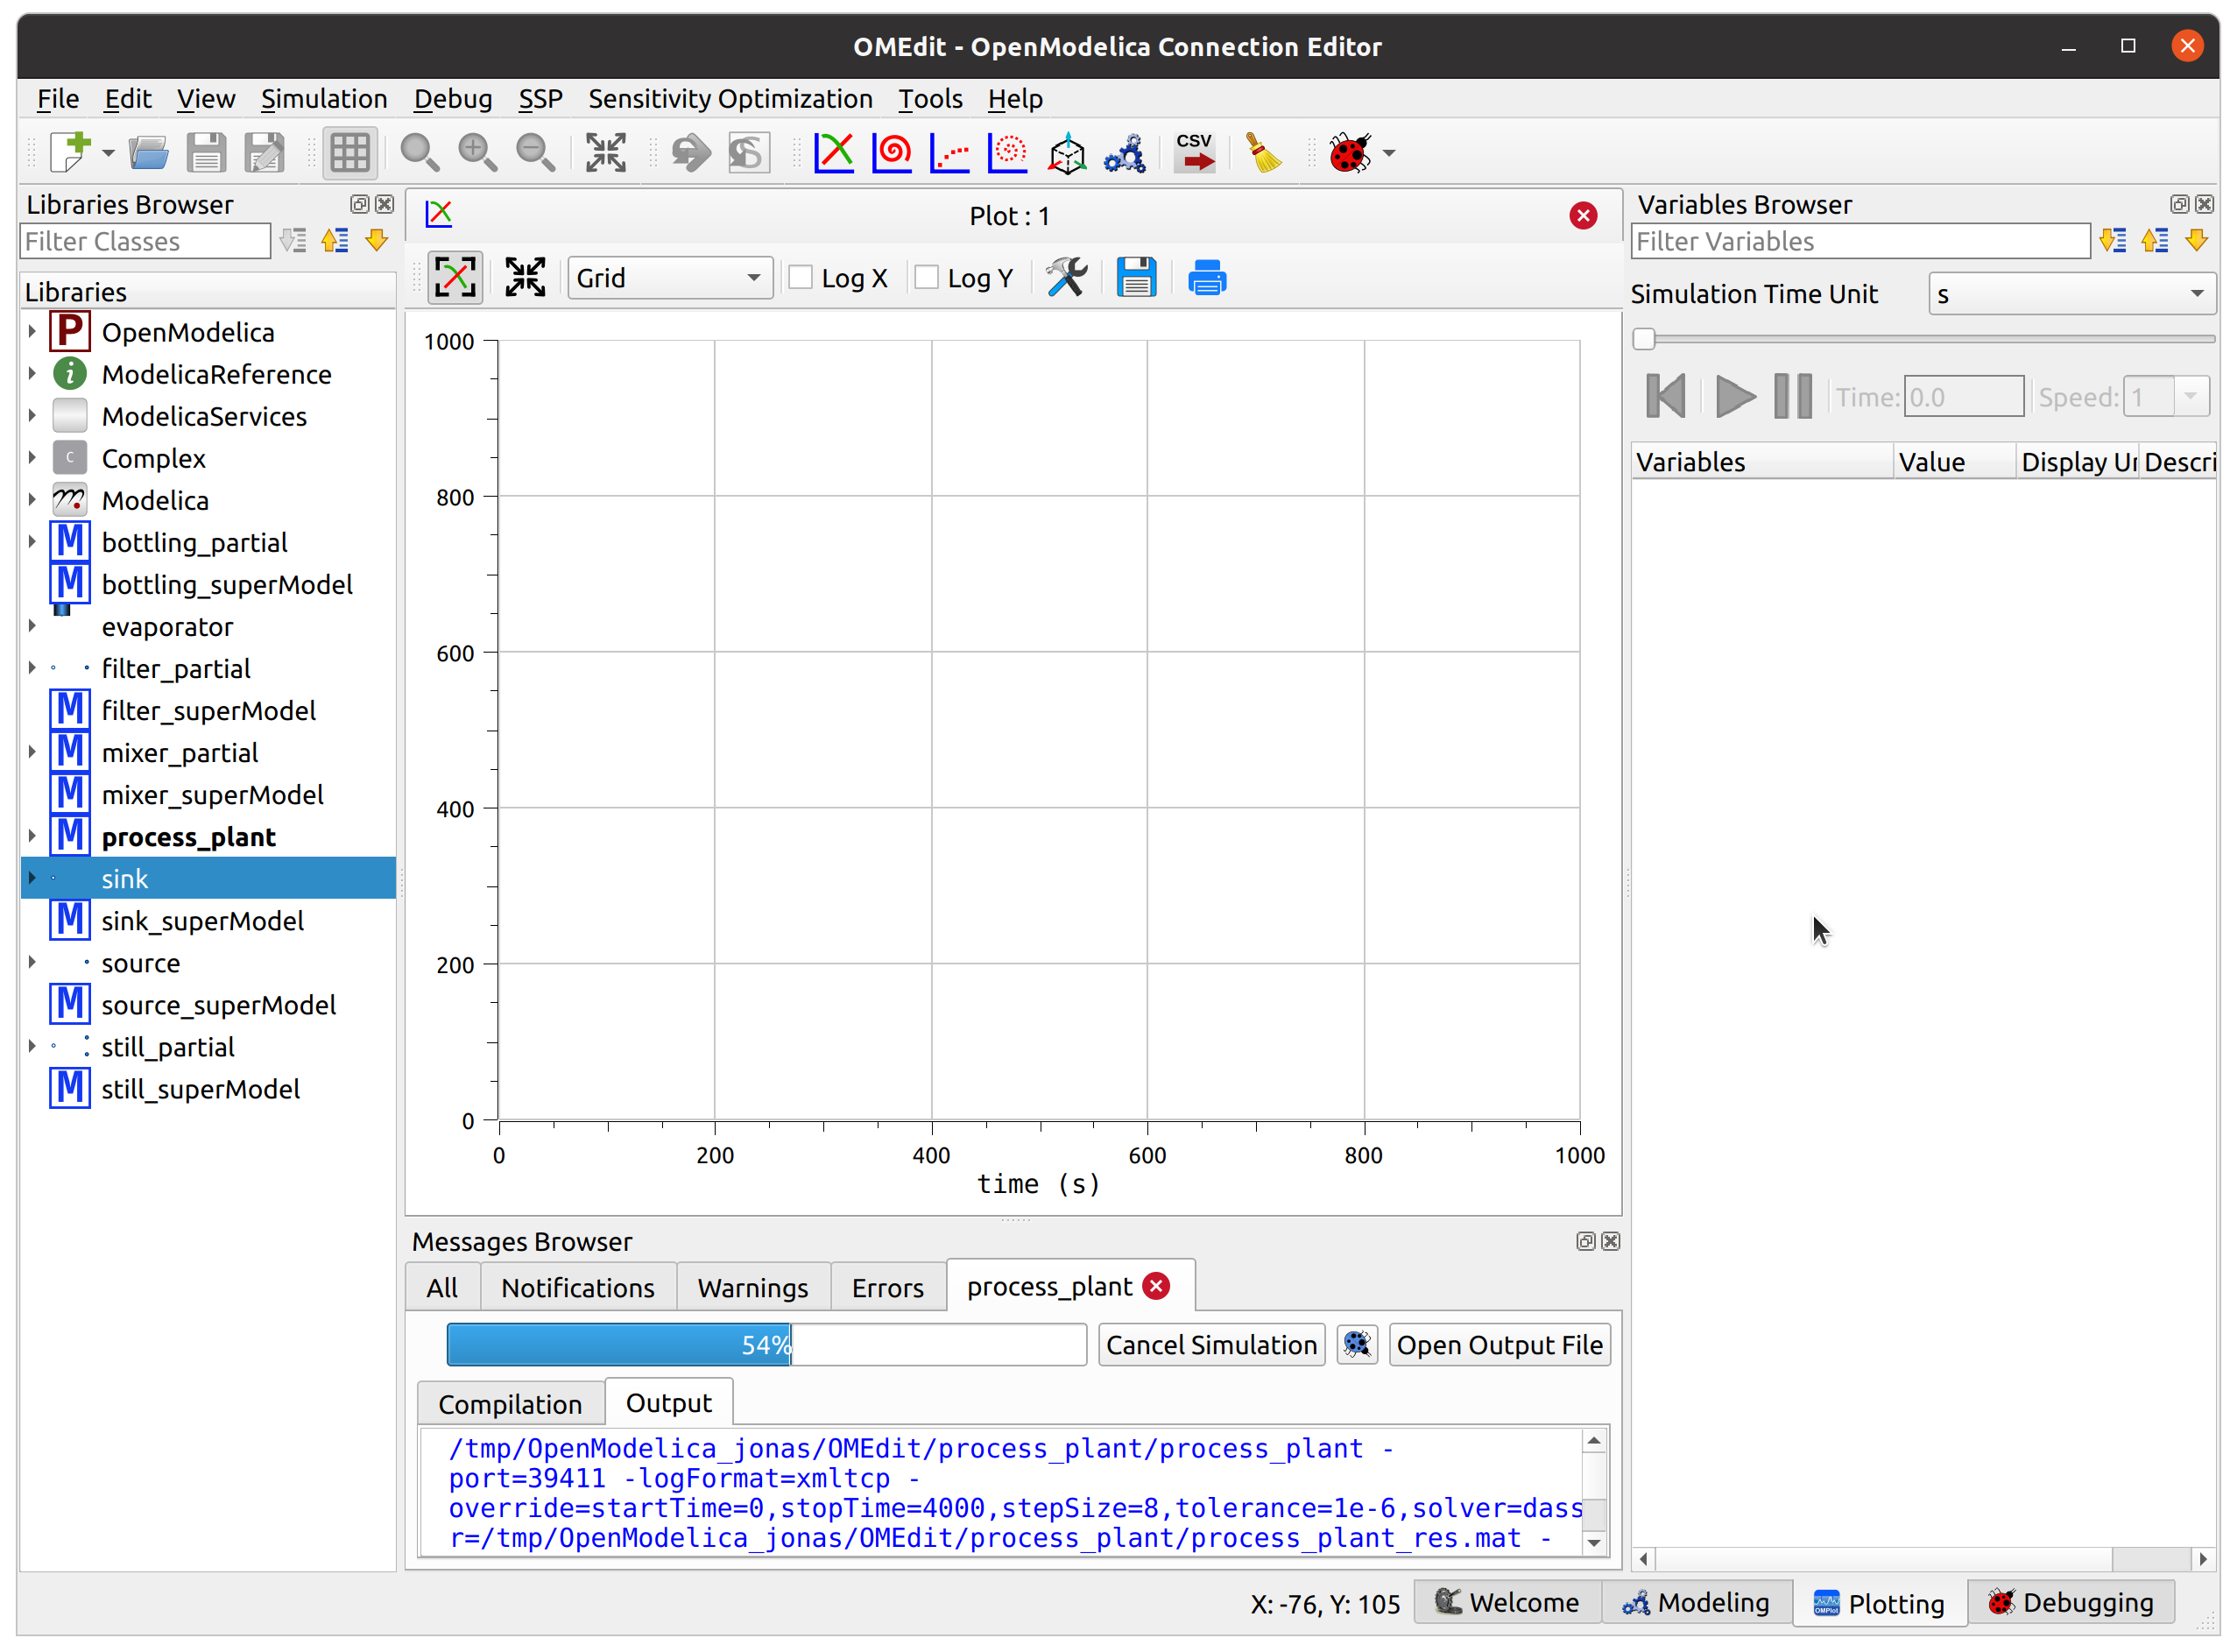 OMEdit - OpenModelica Connection Editor
File Edit View Simulation Debug SSP Sensitivity Optimization Tools Help
CSV
Libraries Browser
Filter Classes
Libraries
P OpenModelica
i ModelicaReference
ModelicaServices
C Complex
m Modelica
M bottling_partial
M bottling_superModel
evaporator
filter_partial
M filter_superModel
M mixer_partial
M mixer_superModel
M process_plant
sink
M sink_superModel
source
M source_superModel
still_partial
M still_superModel
Plot : 1
Grid Log X Log Y
1000
800
600
400
200
0
0 200 400 600 800 1000
time (s)
Messages Browser
All Notifications Warnings Errors process_plant
54% Cancel Simulation Open Output File
Compilation Output
/tmp/OpenModelica_jonas/OMEdit/process_plant/process_plant -
port=39411 -logFormat=xmltcp -
override=startTime=0,stopTime=4000,stepSize=8,tolerance=1e-6,solver=dass
r=/tmp/OpenModelica_jonas/OMEdit/process_plant/process_plant_res.mat -
Variables Browser
Filter Variables
Simulation Time Unit s
Time: 0.0 Speed: 1
Variables Value Display Ur Descri
X: -76, Y: 105 Welcome Modeling OMPlot Plotting Debugging